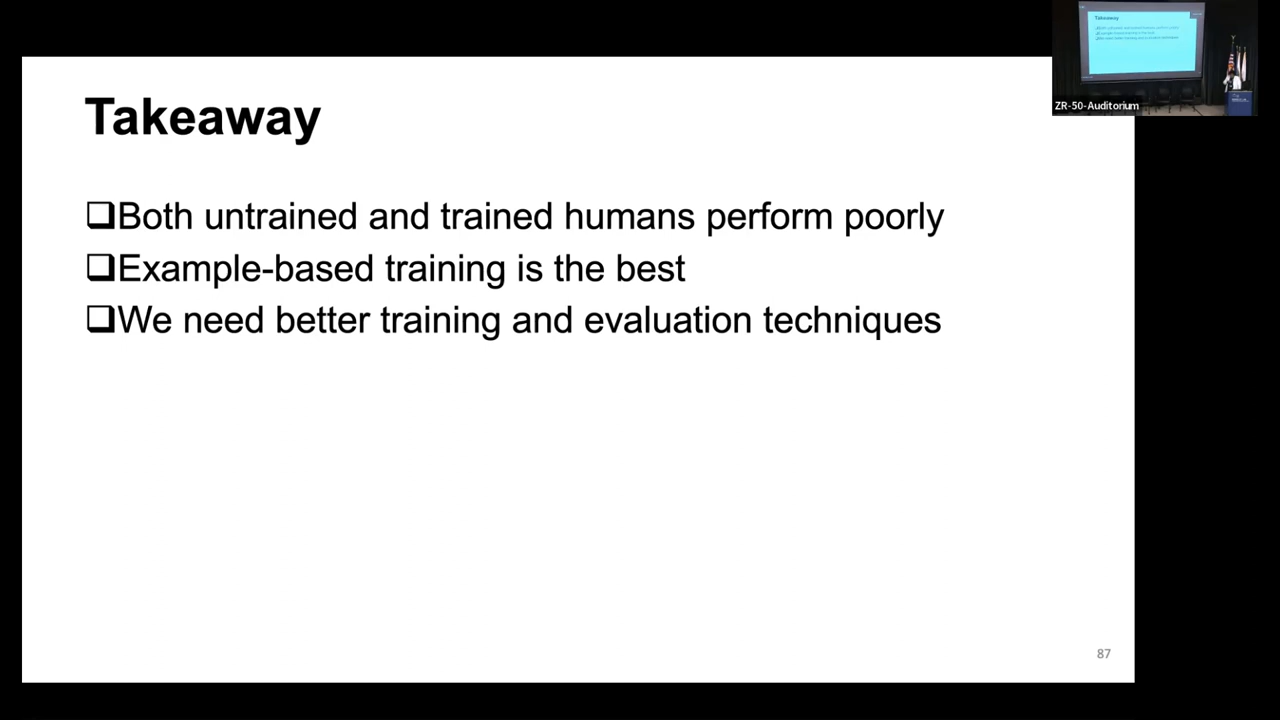 ZR-50-Auditorium
Takeaway
❑Both untrained and trained humans perform poorly
❑Example-based training is the best
❑We need better training and evaluation techniques
87